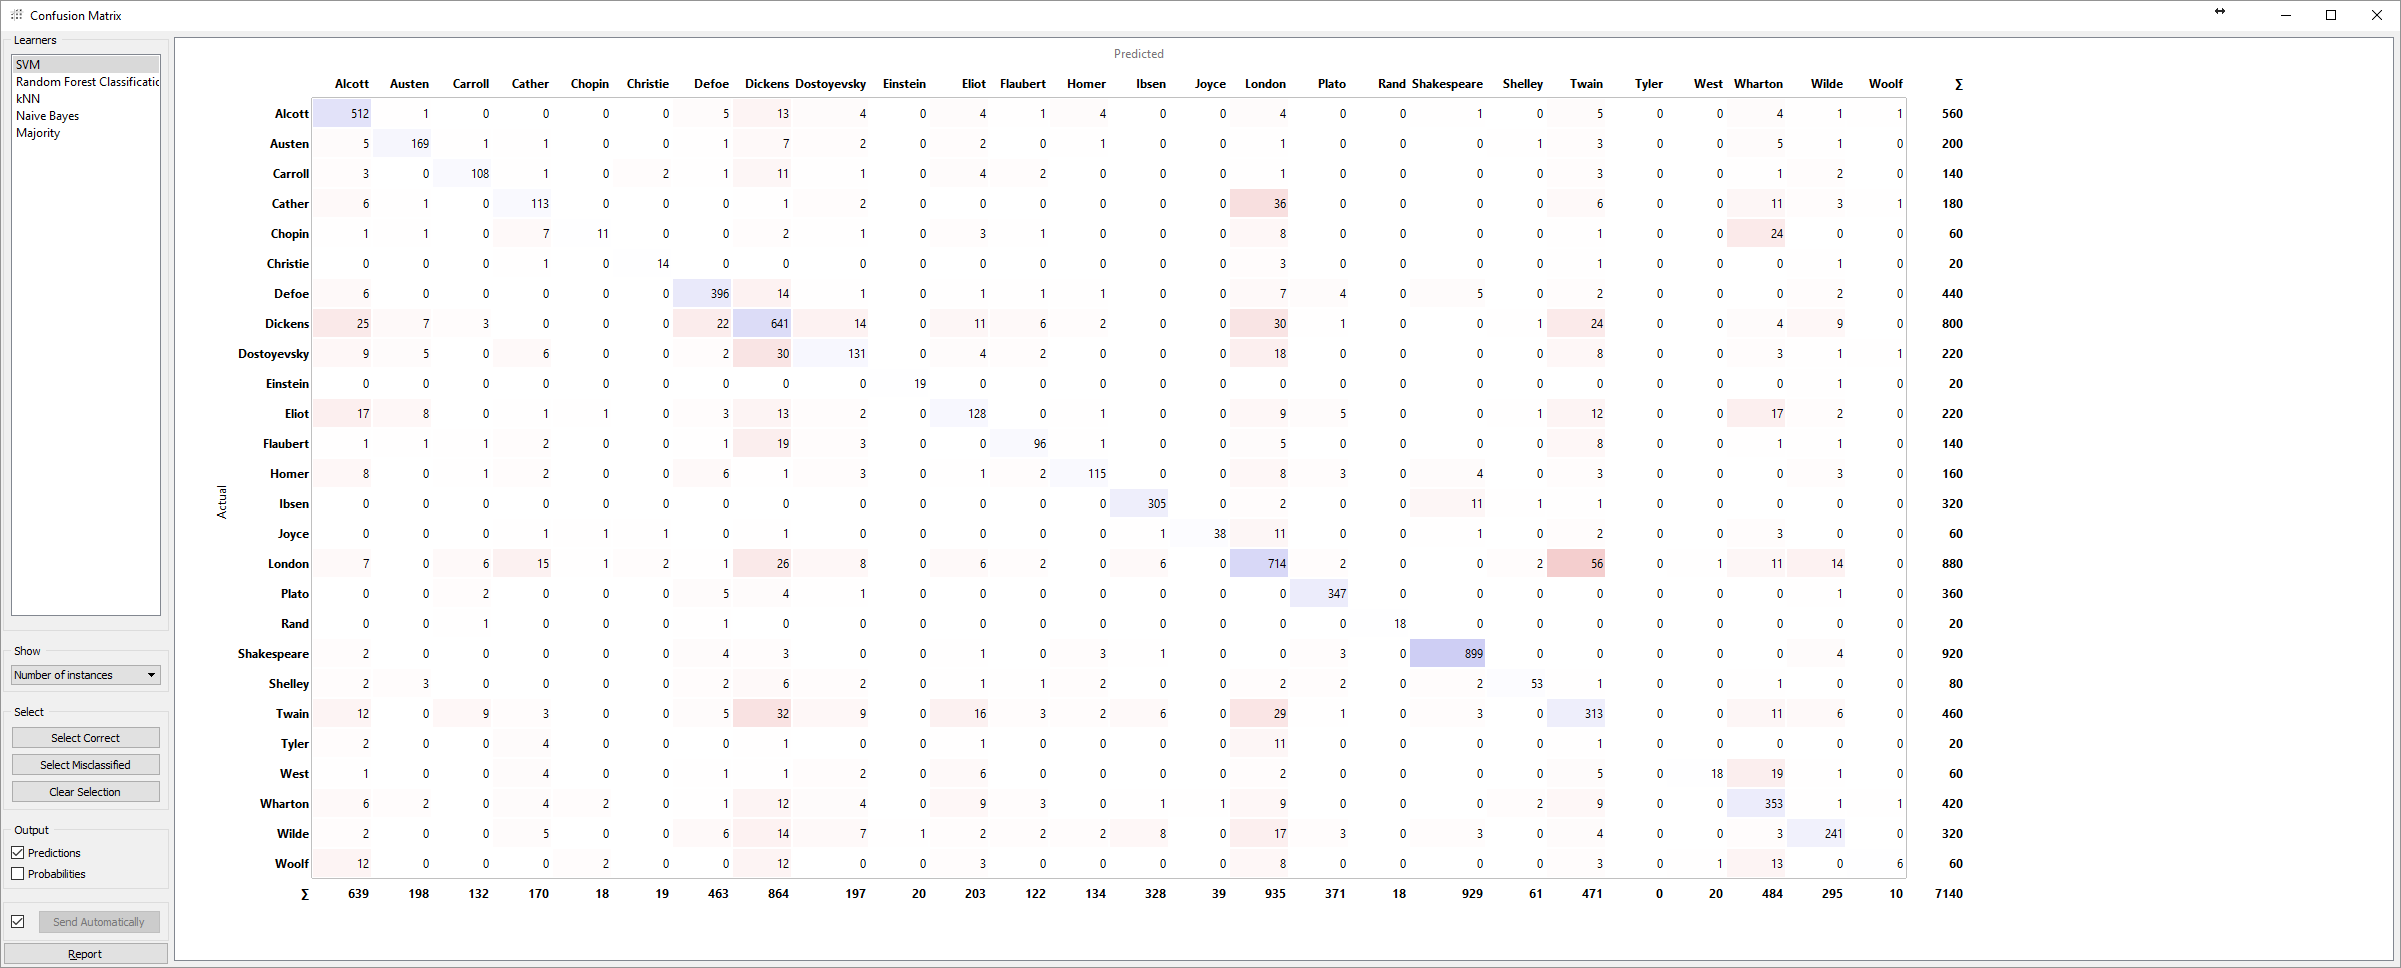 Confusion Matrix
Learners
SVM
Random Forest Classificatio
kNN
Naive Bayes
Majority
Show
Number of instances
Select
Select Correct
Select Misclassified
Clear Selection
Output
Predictions
Probabilities
Send Automatically
Report
Predicted
Actual
Alcott Austen Carroll Cather Chopin Christie Defoe Dickens Dostoyevsky Einstein Eliot Flaubert Homer Ibsen Joyce London Plato Rand Shakespeare Shelley Twain Tyler West Wharton Wilde Woolf Σ
Alcott 512 1 0 0 0 0 5 13 4 0 4 1 4 0 0 4 0 0 1 0 5 0 0 4 1 1 560
Austen 5 169 1 1 0 0 1 7 2 0 2 0 1 0 0 1 0 0 0 1 3 0 0 5 1 0 200
Carroll 3 0 108 1 0 2 1 11 1 0 4 2 0 0 0 1 0 0 0 0 3 0 0 1 2 0 140
Cather 6 1 0 113 0 0 0 1 2 0 0 0 0 0 0 36 0 0 0 0 6 0 0 11 3 1 180
Chopin 1 1 0 7 11 0 0 2 1 0 3 1 0 0 0 8 0 0 0 0 1 0 0 24 0 0 60
Christie 0 0 0 1 0 14 0 0 0 0 0 0 0 0 0 3 0 0 0 0 1 0 0 0 1 0 20
Defoe 6 0 0 0 0 0 396 14 1 0 1 1 1 0 0 7 4 0 5 0 2 0 0 0 2 0 440
Dickens 25 7 3 0 0 0 22 641 14 0 11 6 2 0 0 30 1 0 0 1 24 0 0 4 9 0 800
Dostoyevsky 9 5 0 6 0 0 2 30 131 0 4 2 0 0 0 18 0 0 0 0 8 0 0 3 1 1 220
Einstein 0 0 0 0 0 0 0 0 0 19 0 0 0 0 0 0 0 0 0 0 0 0 0 0 1 0 20
Eliot 17 8 0 1 1 0 3 13 2 0 128 0 1 0 0 9 5 0 0 1 12 0 0 17 2 0 220
Flaubert 1 1 1 2 0 0 1 19 3 0 0 96 1 0 0 5 0 0 0 0 8 0 0 1 1 0 140
Homer 8 0 1 2 0 0 6 1 3 0 1 2 115 0 0 8 3 0 4 0 3 0 0 0 3 0 160
Ibsen 0 0 0 0 0 0 0 0 0 0 0 0 0 305 0 2 0 0 11 1 1 0 0 0 0 0 320
Joyce 0 0 0 1 1 1 0 1 0 0 0 0 0 1 38 11 0 0 1 0 2 0 0 3 0 0 60
London 7 0 6 15 1 2 1 26 8 0 6 2 0 6 0 714 2 0 0 2 56 0 1 11 14 0 880
Plato 0 0 2 0 0 0 5 4 1 0 0 0 0 0 0 0 347 0 0 0 0 0 0 0 1 0 360
Rand 0 0 1 0 0 0 1 0 0 0 0 0 0 0 0 0 0 18 0 0 0 0 0 0 0 0 20
Shakespeare 2 0 0 0 0 0 4 3 0 0 1 0 3 1 0 0 3 0 899 0 0 0 0 0 4 0 920
Shelley 2 3 0 0 0 0 2 6 2 0 1 1 2 0 0 2 2 0 2 53 1 0 0 1 0 0 80
Twain 12 0 9 3 0 0 5 32 9 0 16 3 2 6 0 29 1 0 3 0 313 0 0 11 6 0 460
Tyler 2 0 0 4 0 0 0 1 0 0 1 0 0 0 0 11 0 0 0 0 1 0 0 0 0 0 20
West 1 0 0 4 0 0 1 1 2 0 6 0 0 0 0 2 0 0 0 0 5 0 18 19 1 0 60
Wharton 6 2 0 4 2 0 1 12 4 0 9 3 0 1 1 9 0 0 0 2 9 0 0 353 1 1 420
Wilde 2 0 0 5 0 0 6 14 7 1 2 2 2 8 0 17 3 0 3 0 4 0 0 3 241 0 320
Woolf 12 0 0 0 2 0 0 12 0 0 3 0 0 0 0 8 0 0 0 0 3 0 1 13 0 6 60
Σ 639 198 132 170 18 19 463 864 197 20 203 122 134 328 39 935 371 18 929 61 471 0 20 484 295 10 7140